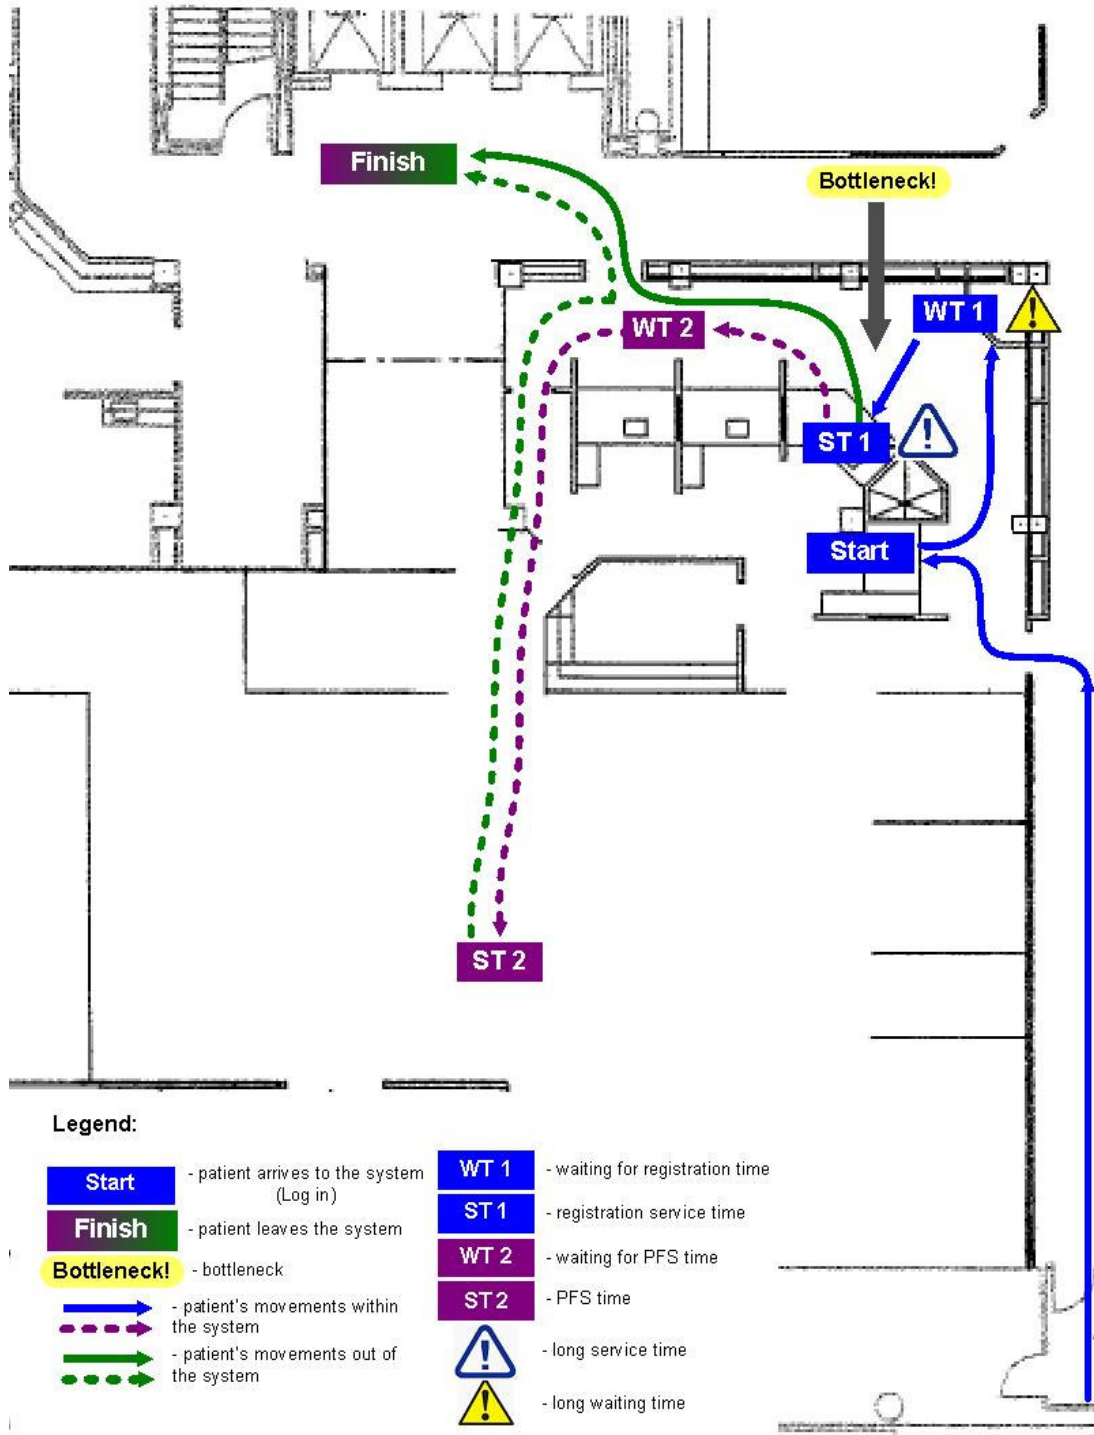 Finish
Bottleneck!
WT 1
WT 2
ST 1
Start
ST 2
Legend:
Start - patient arrives to the system
(Log in)
Finish - patient leaves the system
Bottleneck! - bottleneck
- patient's movements within
the system
- patient's movements out of
the system
WT 1 - waiting for registration time
ST 1 - registration service time
WT 2 - waiting for PFS time
ST 2 - PFS time
- long service time
- long waiting time